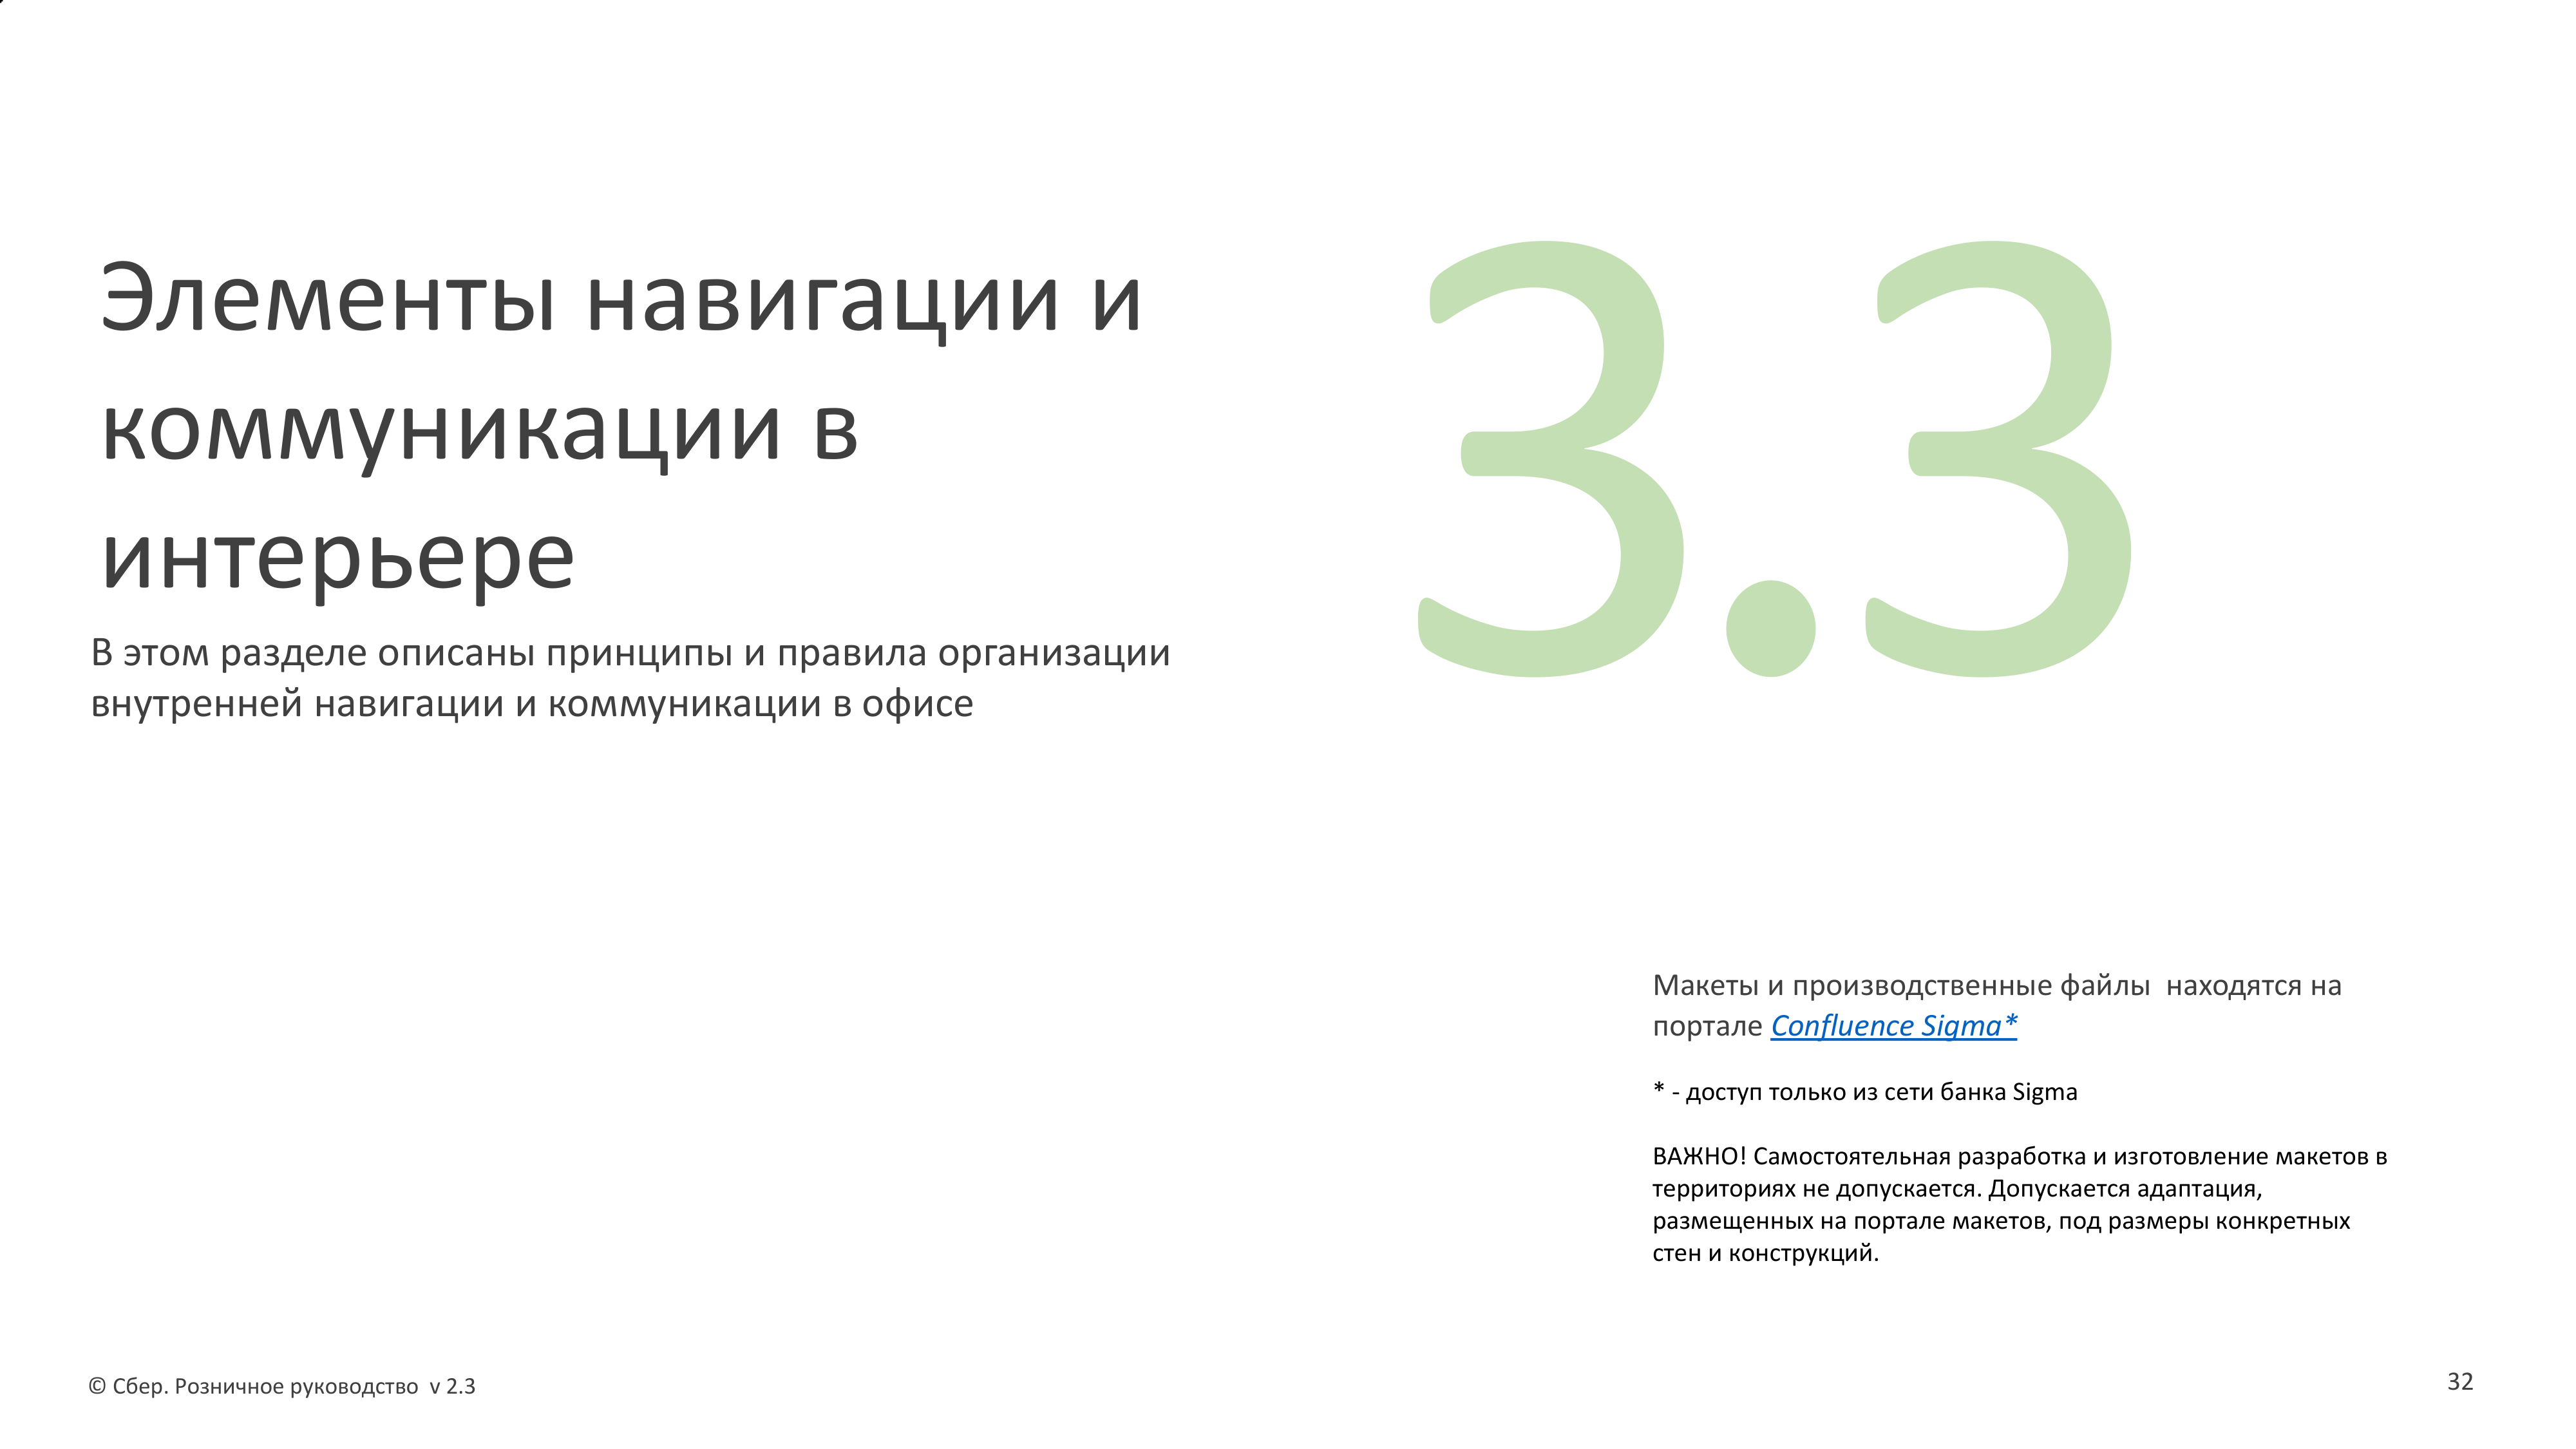 Элементы навигации и
коммуникации в
интерьере
3.3
В этом разделе описаны принципы и правила организации
внутренней навигации и коммуникации в офисе
Макеты и производственные файлы  находятся на
портале Confluence Sigma*
* - доступ только из сети банка Sigma
ВАЖНО! Самостоятельная разработка и изготовление макетов в
территориях не допускается. Допускается адаптация,
размещенных на портале макетов, под размеры конкретных
стен и конструкций.
© Сбер. Розничное руководство  v 2.3
32